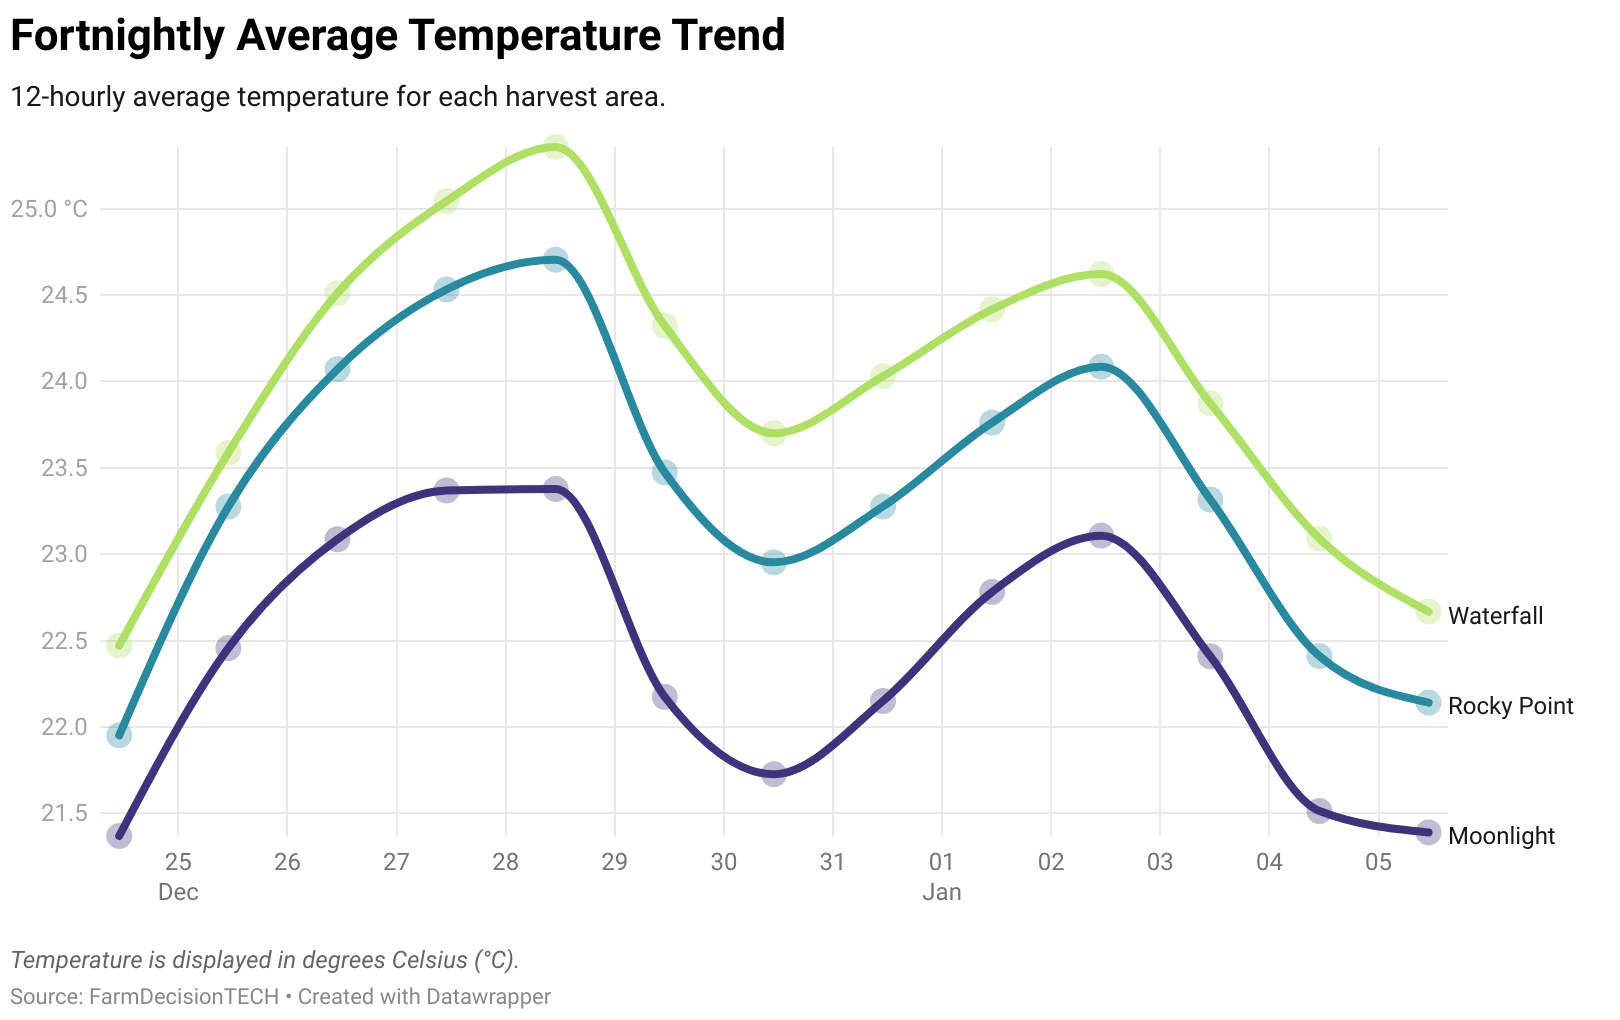 Fortnightly Average Temperature Trend
12-hourly average temperature for each harvest area.
25.0 °C
24.5
24.0
23.5
23.0
22.5
22.0
21.5
Waterfall
Rocky Point
Moonlight
25 26 27 28 29 30 31 01 02 03 04 05
Dec Jan
Temperature is displayed in degrees Celsius (°C).
Source: FarmDecisionTECH • Created with Datawrapper